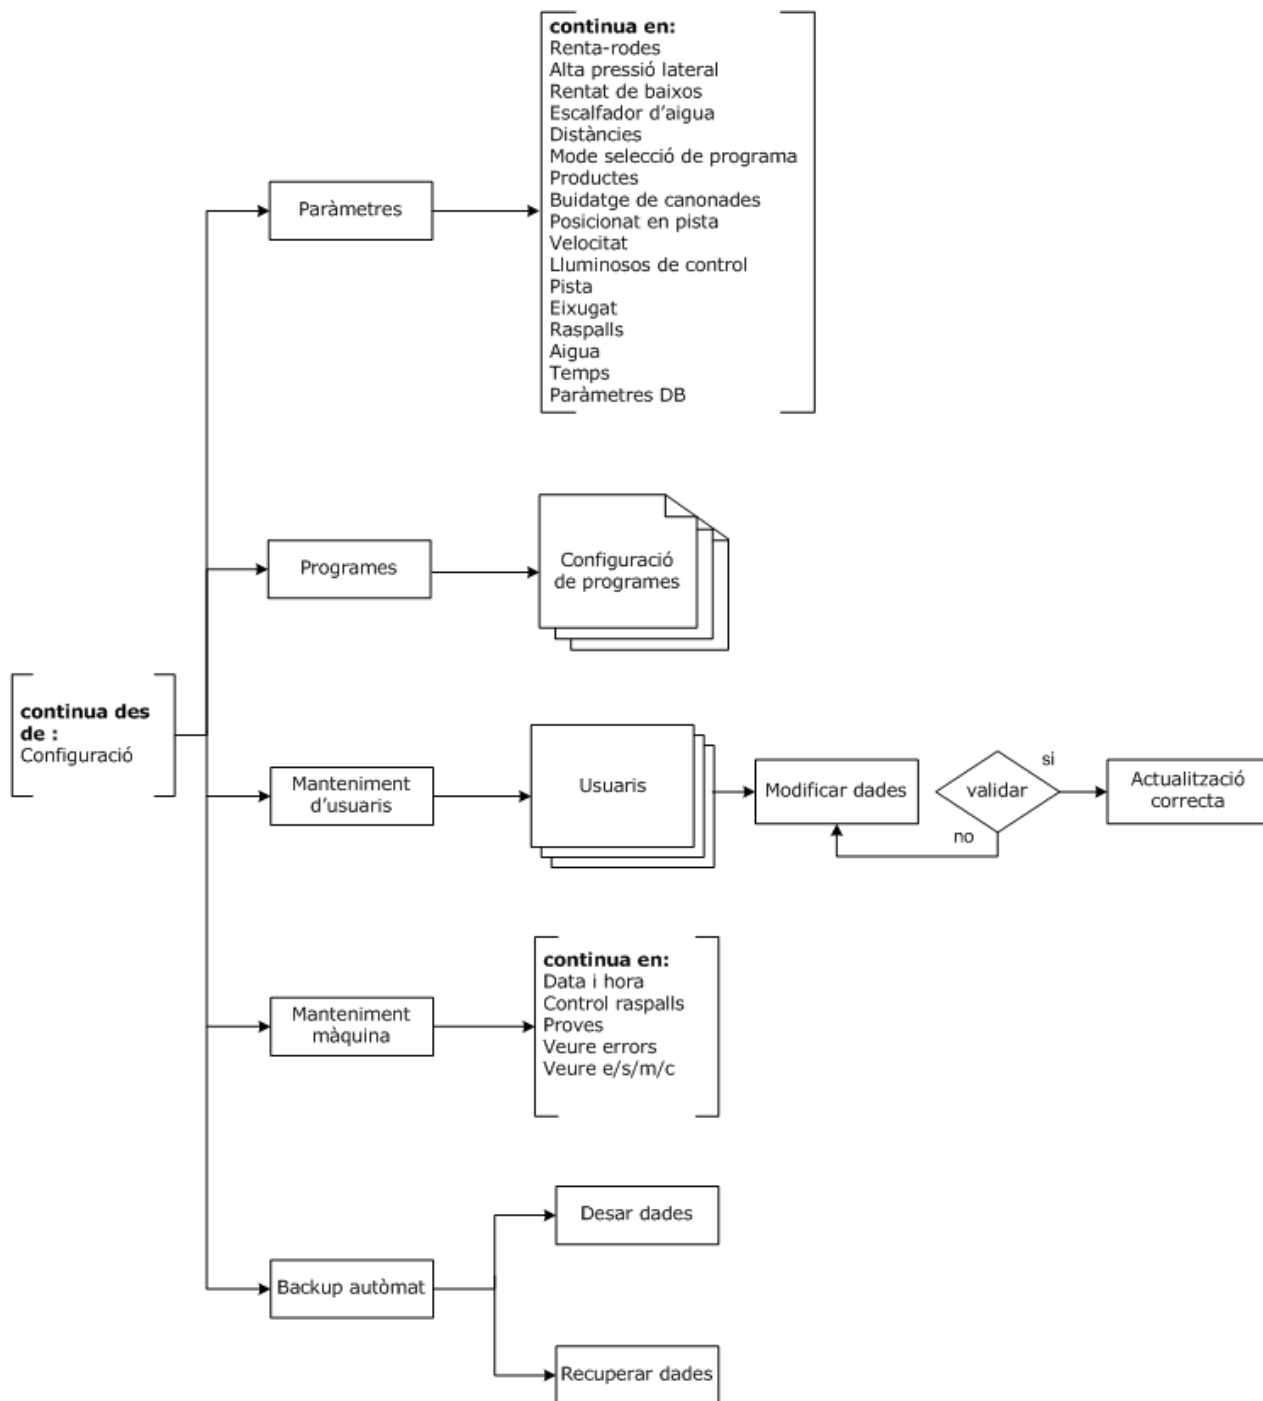 continua en:
Renta-rodes
Alta pressió lateral
Rentat de baixos
Escalfador d'aigua
Distàncies
Mode selecció de programa
Productes
Buidatge de canonades
Posicionat en pista
Velocitat
Lluminosos de control
Pista
Eixugat
Raspalls
Aigua
Temps
Paràmetres DB
Paràmetres
Programes
Configuració
de programes
continua des
de :
Configuració
Manteniment
d'usuaris
Usuaris
Modificar dades
validar
si
no
Actualització
correcta
Manteniment
màquina
continua en:
Data i hora
Control raspalls
Proves
Veure errors
Veure e/s/m/c
Backup autòmat
Desar dades
Recuperar dades